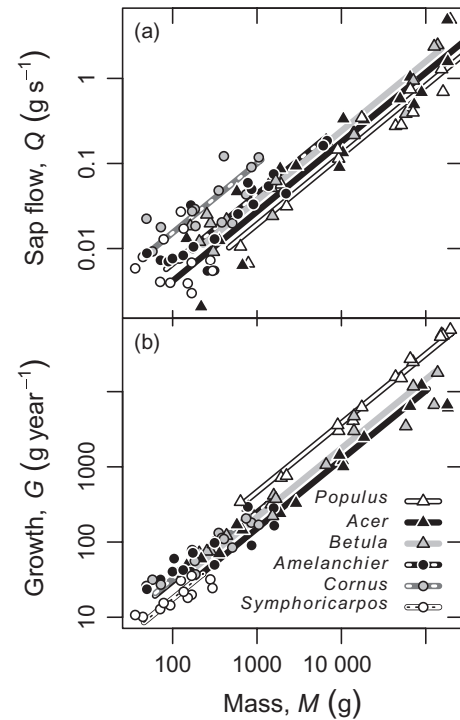 (a)
Sap flow, Q (g s⁻¹)
1
0.1
0.01
(b)
Growth, G (g year⁻¹)
1000
100
10
Populus
Acer
Betula
Amelanchier
Cornus
Symphoricarpos
100
1000
10 000
Mass, M (g)